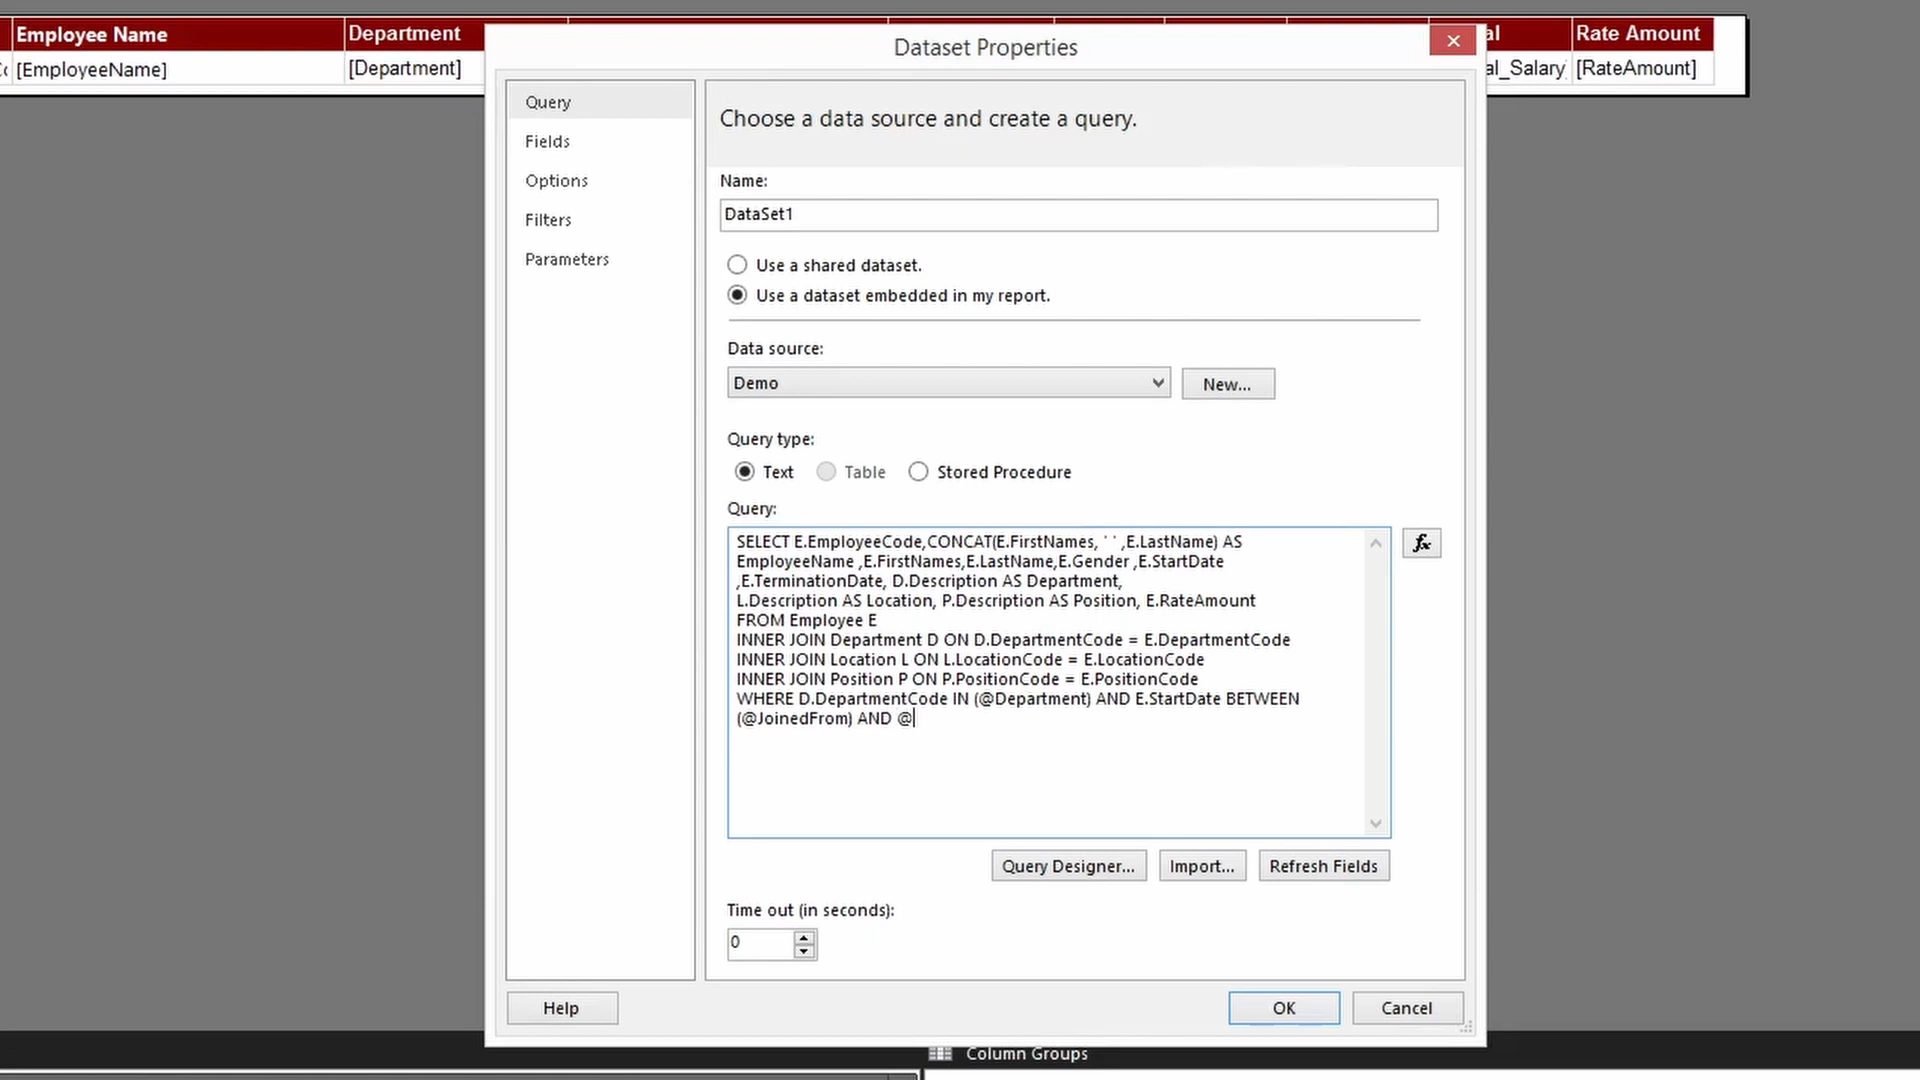 Employee Name
Department
al
Rate Amount
[EmployeeName]
[Department]
al_Salary
[RateAmount]
Dataset Properties
Query
Fields
Options
Filters
Parameters
Choose a data source and create a query.
Name:
DataSet1
Use a shared dataset.
Use a dataset embedded in my report.
Data source:
Demo
New...
Query type:
Text
Table
Stored Procedure
Query:
SELECT E.EmployeeCode,CONCAT(E.FirstNames, ' ' ,E.LastName) AS
EmployeeName ,E.FirstNames,E.LastName,E.Gender ,E.StartDate
,E.TerminationDate, D.Description AS Department,
L.Description AS Location, P.Description AS Position, E.RateAmount
FROM Employee E
INNER JOIN Department D ON D.DepartmentCode = E.DepartmentCode
INNER JOIN Location L ON L.LocationCode = E.LocationCode
INNER JOIN Position P ON P.PositionCode = E.PositionCode
WHERE D.DepartmentCode IN (@Department) AND E.StartDate BETWEEN
(@JoinedFrom) AND @
fx
Query Designer...
Import...
Refresh Fields
Time out (in seconds):
0
Help
OK
Cancel
Column Groups